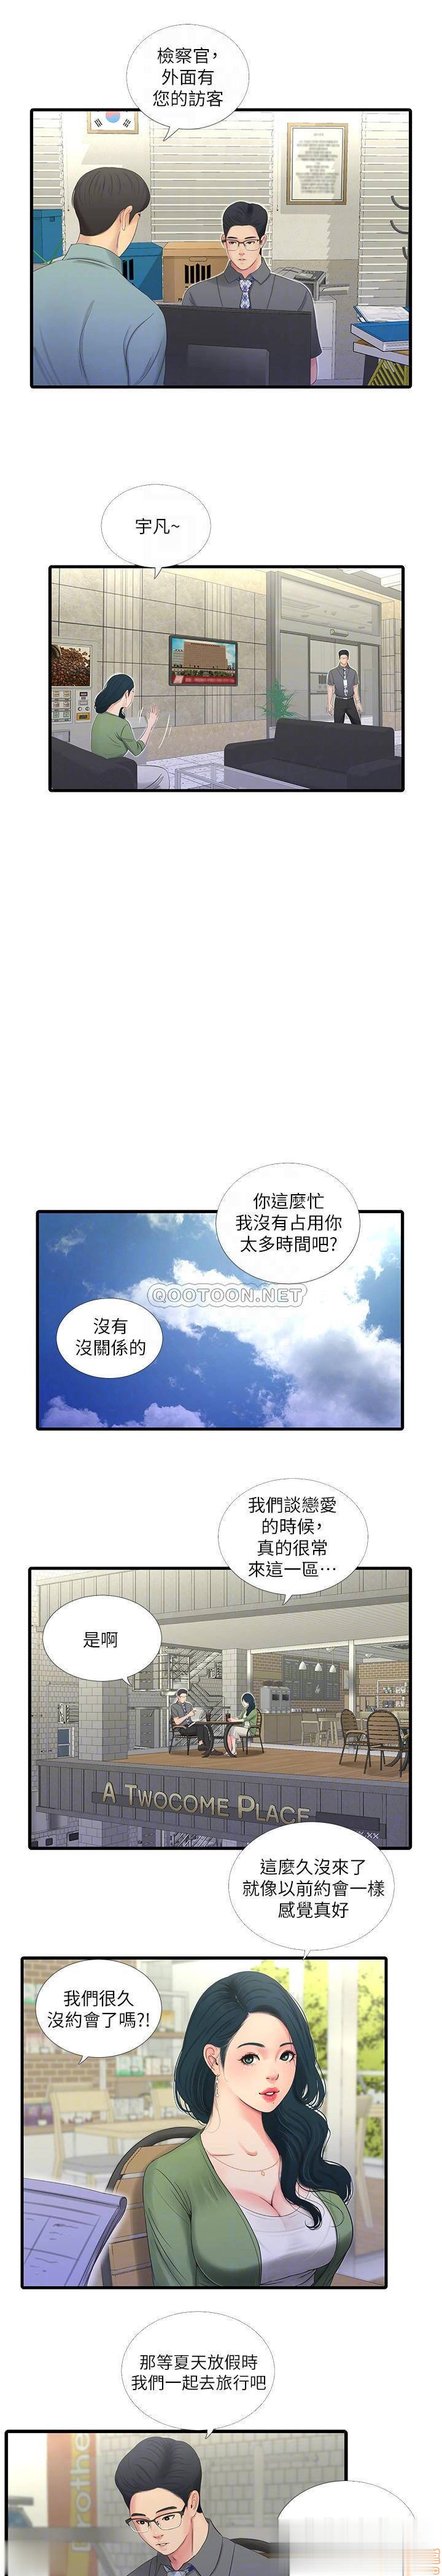 檢察官,
外面有
您的訪客
宇凡~
你這麼忙
我沒有占用你
太多時間吧?
QOOTOON.NET
沒有
沒關係的
我們談戀愛
的時候,
真的很常
來這一區…
是啊
A TWOCOME PLACE
這麼久沒來了
就像以前約會一樣
感覺真好
我們很久
沒約會了嗎?!
那等夏天放假時
我們一起去旅行吧